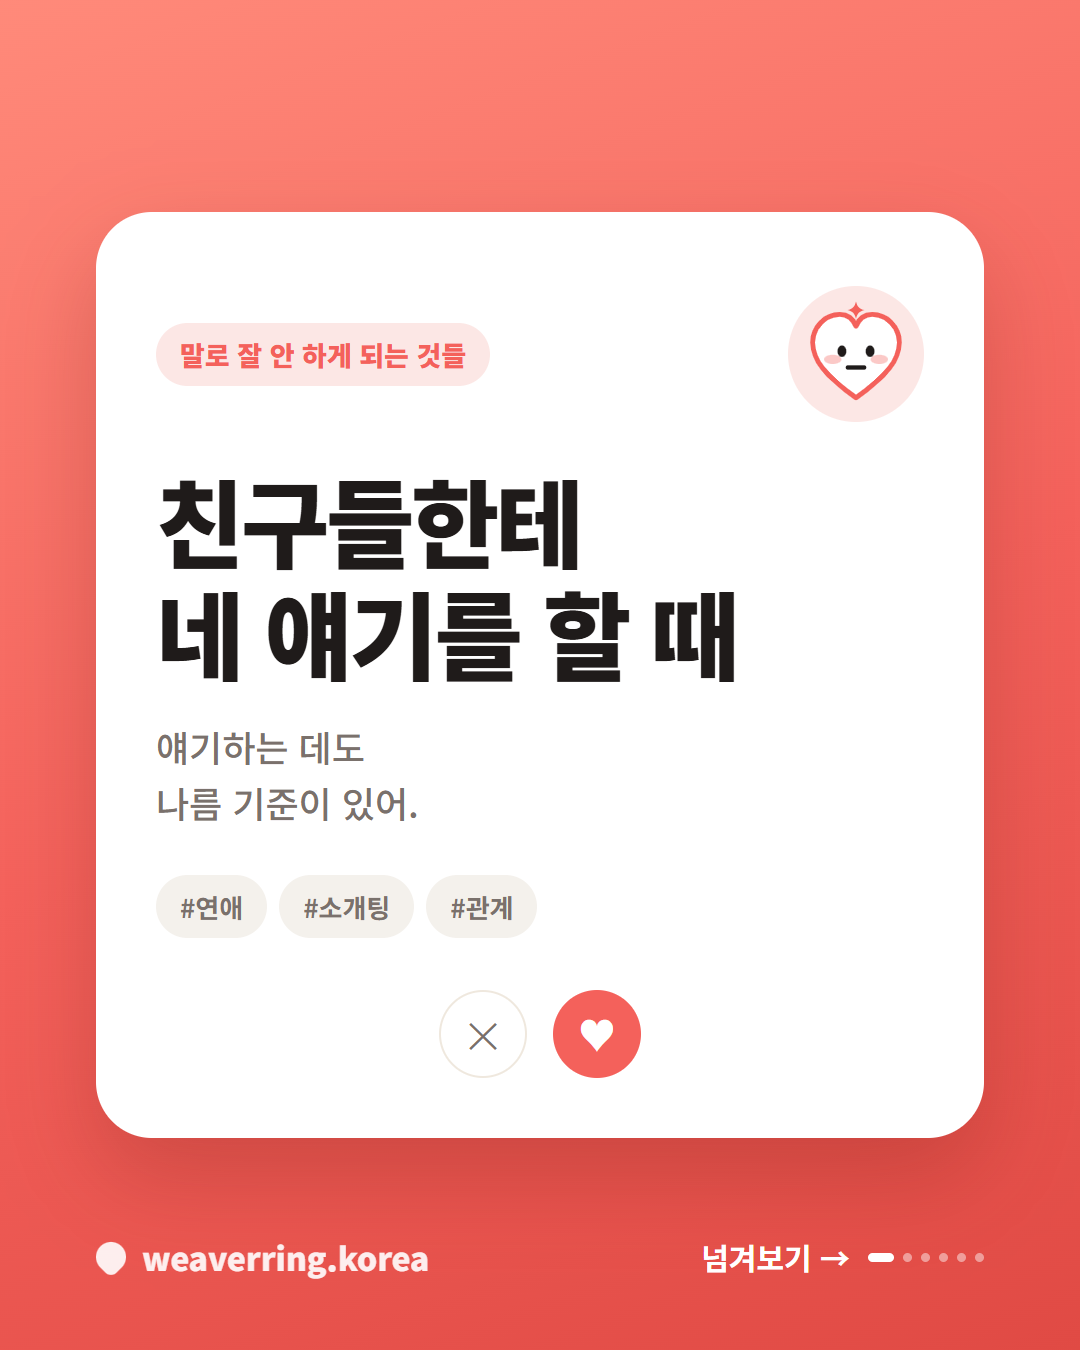 말로 잘 안 하게 되는 것들
친구들한테
네 얘기를 할 때
얘기하는 데도
나름 기준이 있어.
#연애 #소개팅 #관계
weaverring.korea
넘겨보기 →